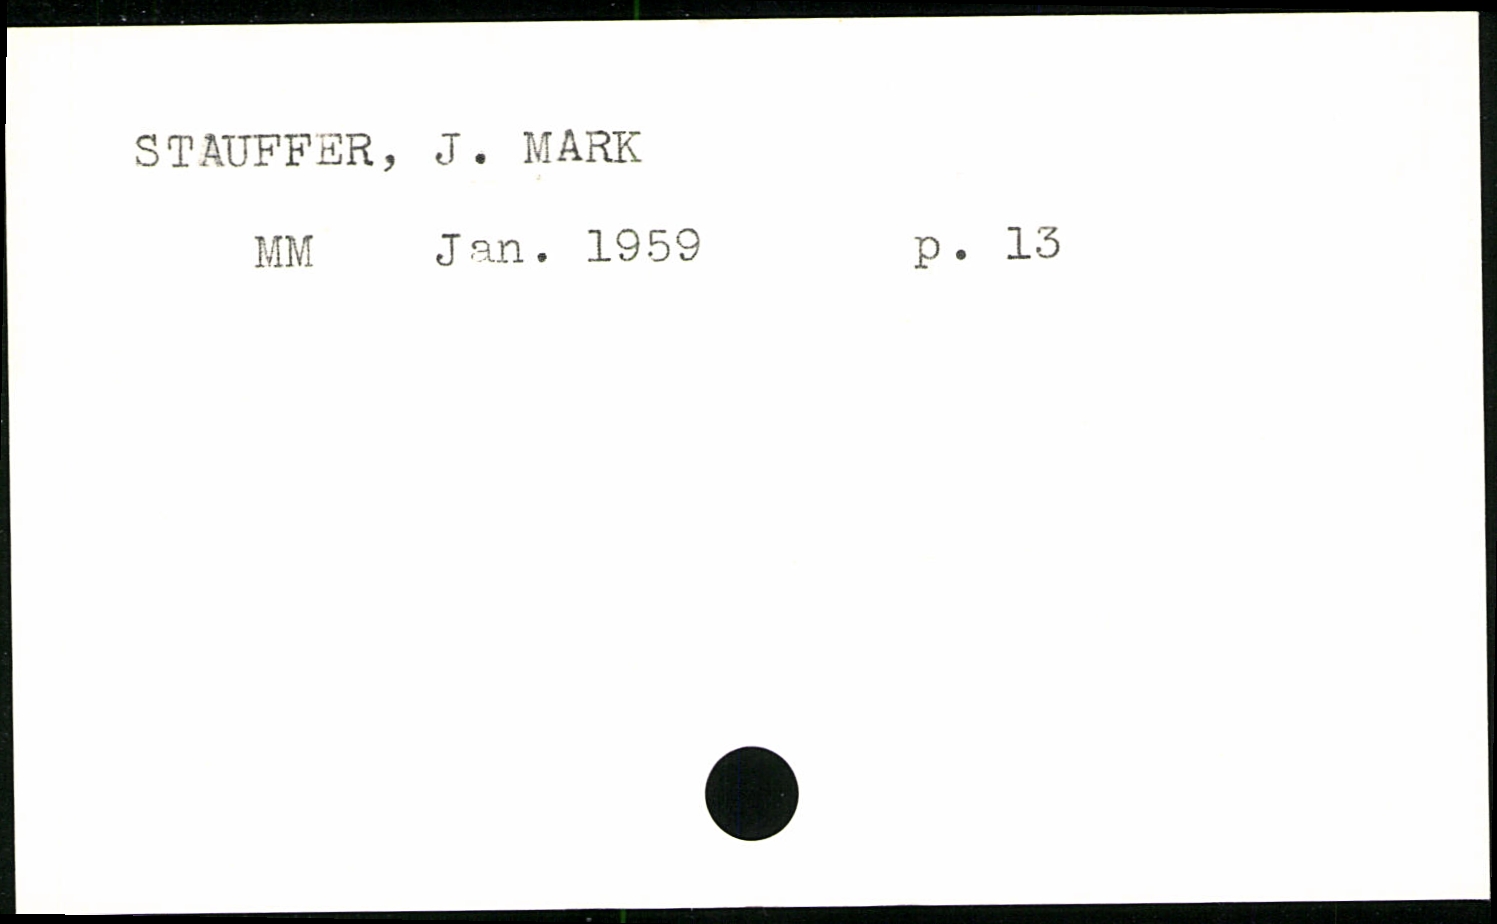 STAUFFER, J. MARK
MM Jan. 1959 p. 13